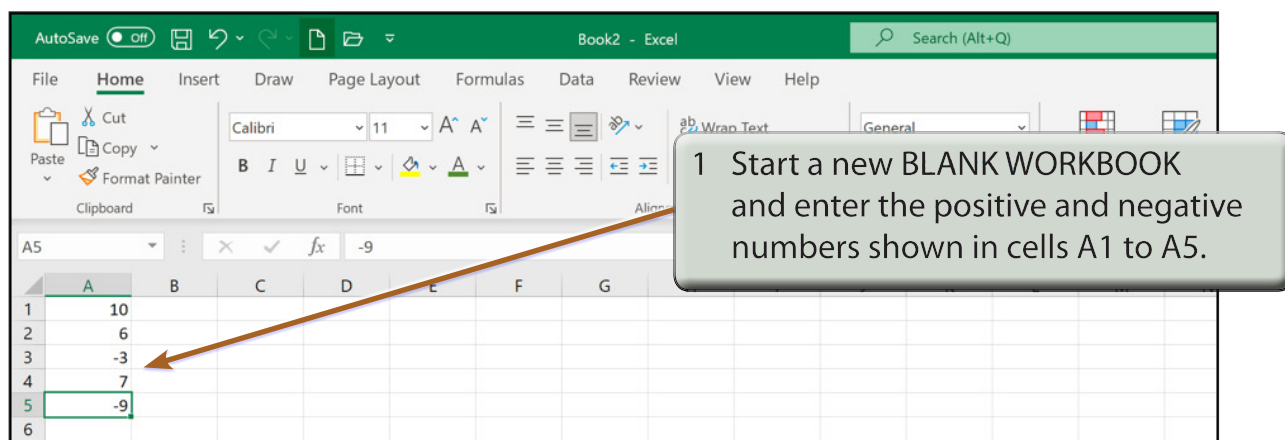 AutoSave Off Book2 - Excel Search (Alt+Q)
File Home Insert Draw Page Layout Formulas Data Review View Help
Cut
Calibri 11 A^ A˅ ab Wrap Text General
Paste Copy
Format Painter B I U A
Clipboard Font
1 Start a new BLANK WORKBOOK
and enter the positive and negative
numbers shown in cells A1 to A5.
A5 fx -9
A B C D E F G
1 10
2 6
3 -3
4 7
5 -9
6